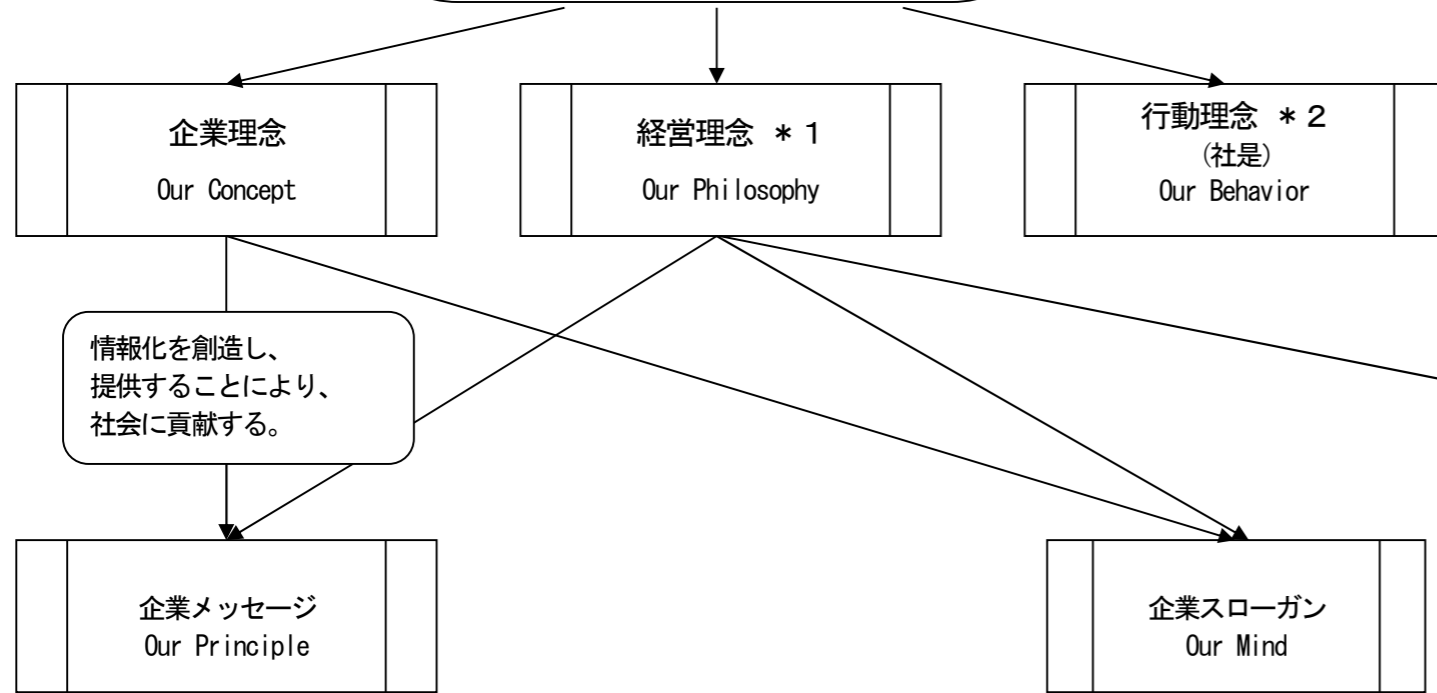 企業理念
Our Concept
経営理念 ＊１
Our Philosophy
行動理念 ＊２
(社是)
Our Behavior
情報化を創造し、
提供することにより、
社会に貢献する。
企業メッセージ
Our Principle
企業スローガン
Our Mind